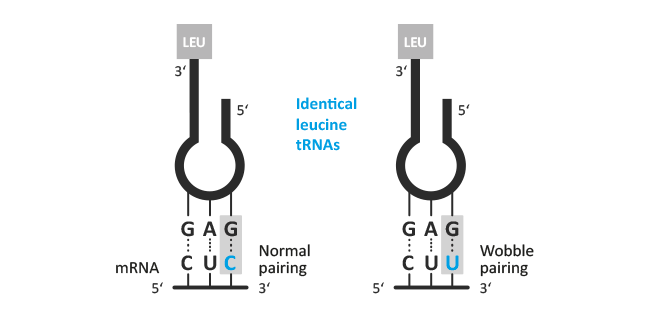 LEU
3‘
5‘
G A G
C U C
mRNA
5‘
3‘
Normal
pairing
Identical
leucine
tRNAs
LEU
3‘
5‘
G A G
C U U
5‘
3‘
Wobble
pairing